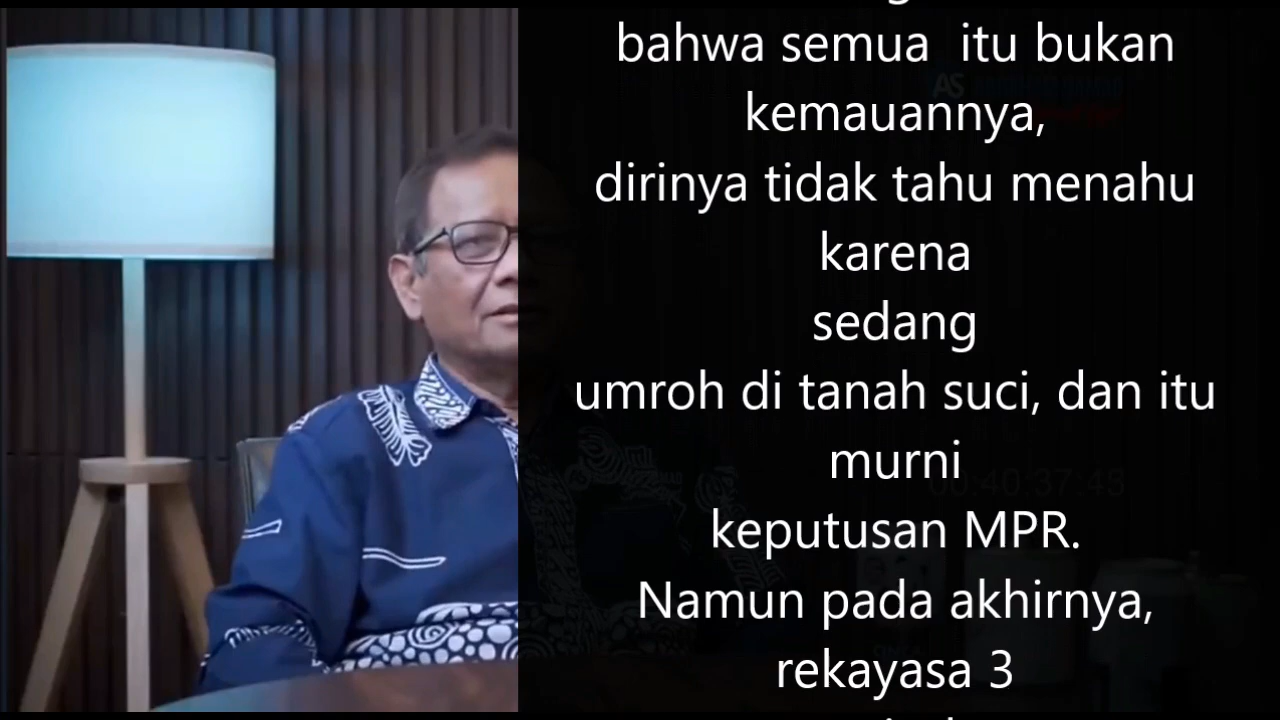 bahwa semua  itu bukan
kemauannya,
dirinya tidak tahu menahu
karena
sedang
umroh di tanah suci, dan itu
murni
keputusan MPR.
Namun pada akhirnya,
rekayasa 3
AS